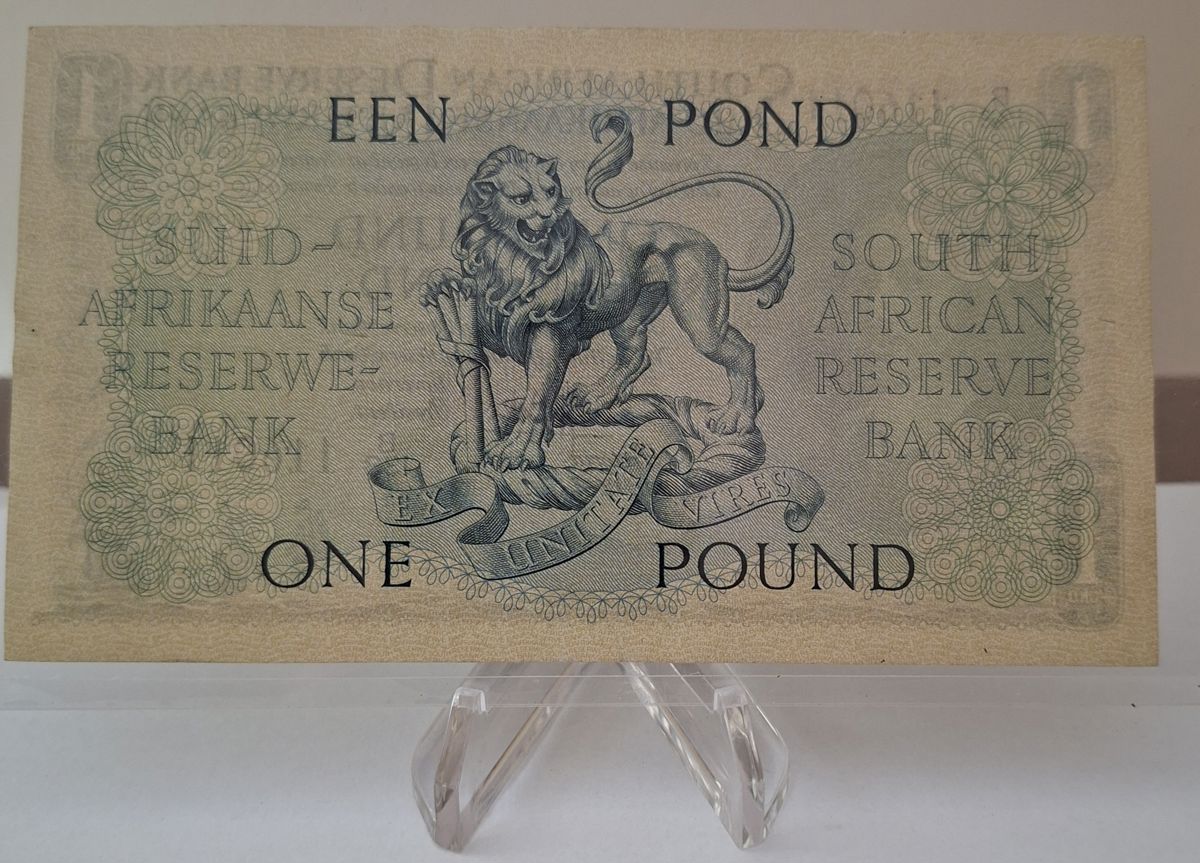 EEN POND
SUID-
AFRIKAANSE
RESERWE-
BANK
SOUTH
AFRICAN
RESERVE
BANK
EX UNITATE VIRES
ONE POUND